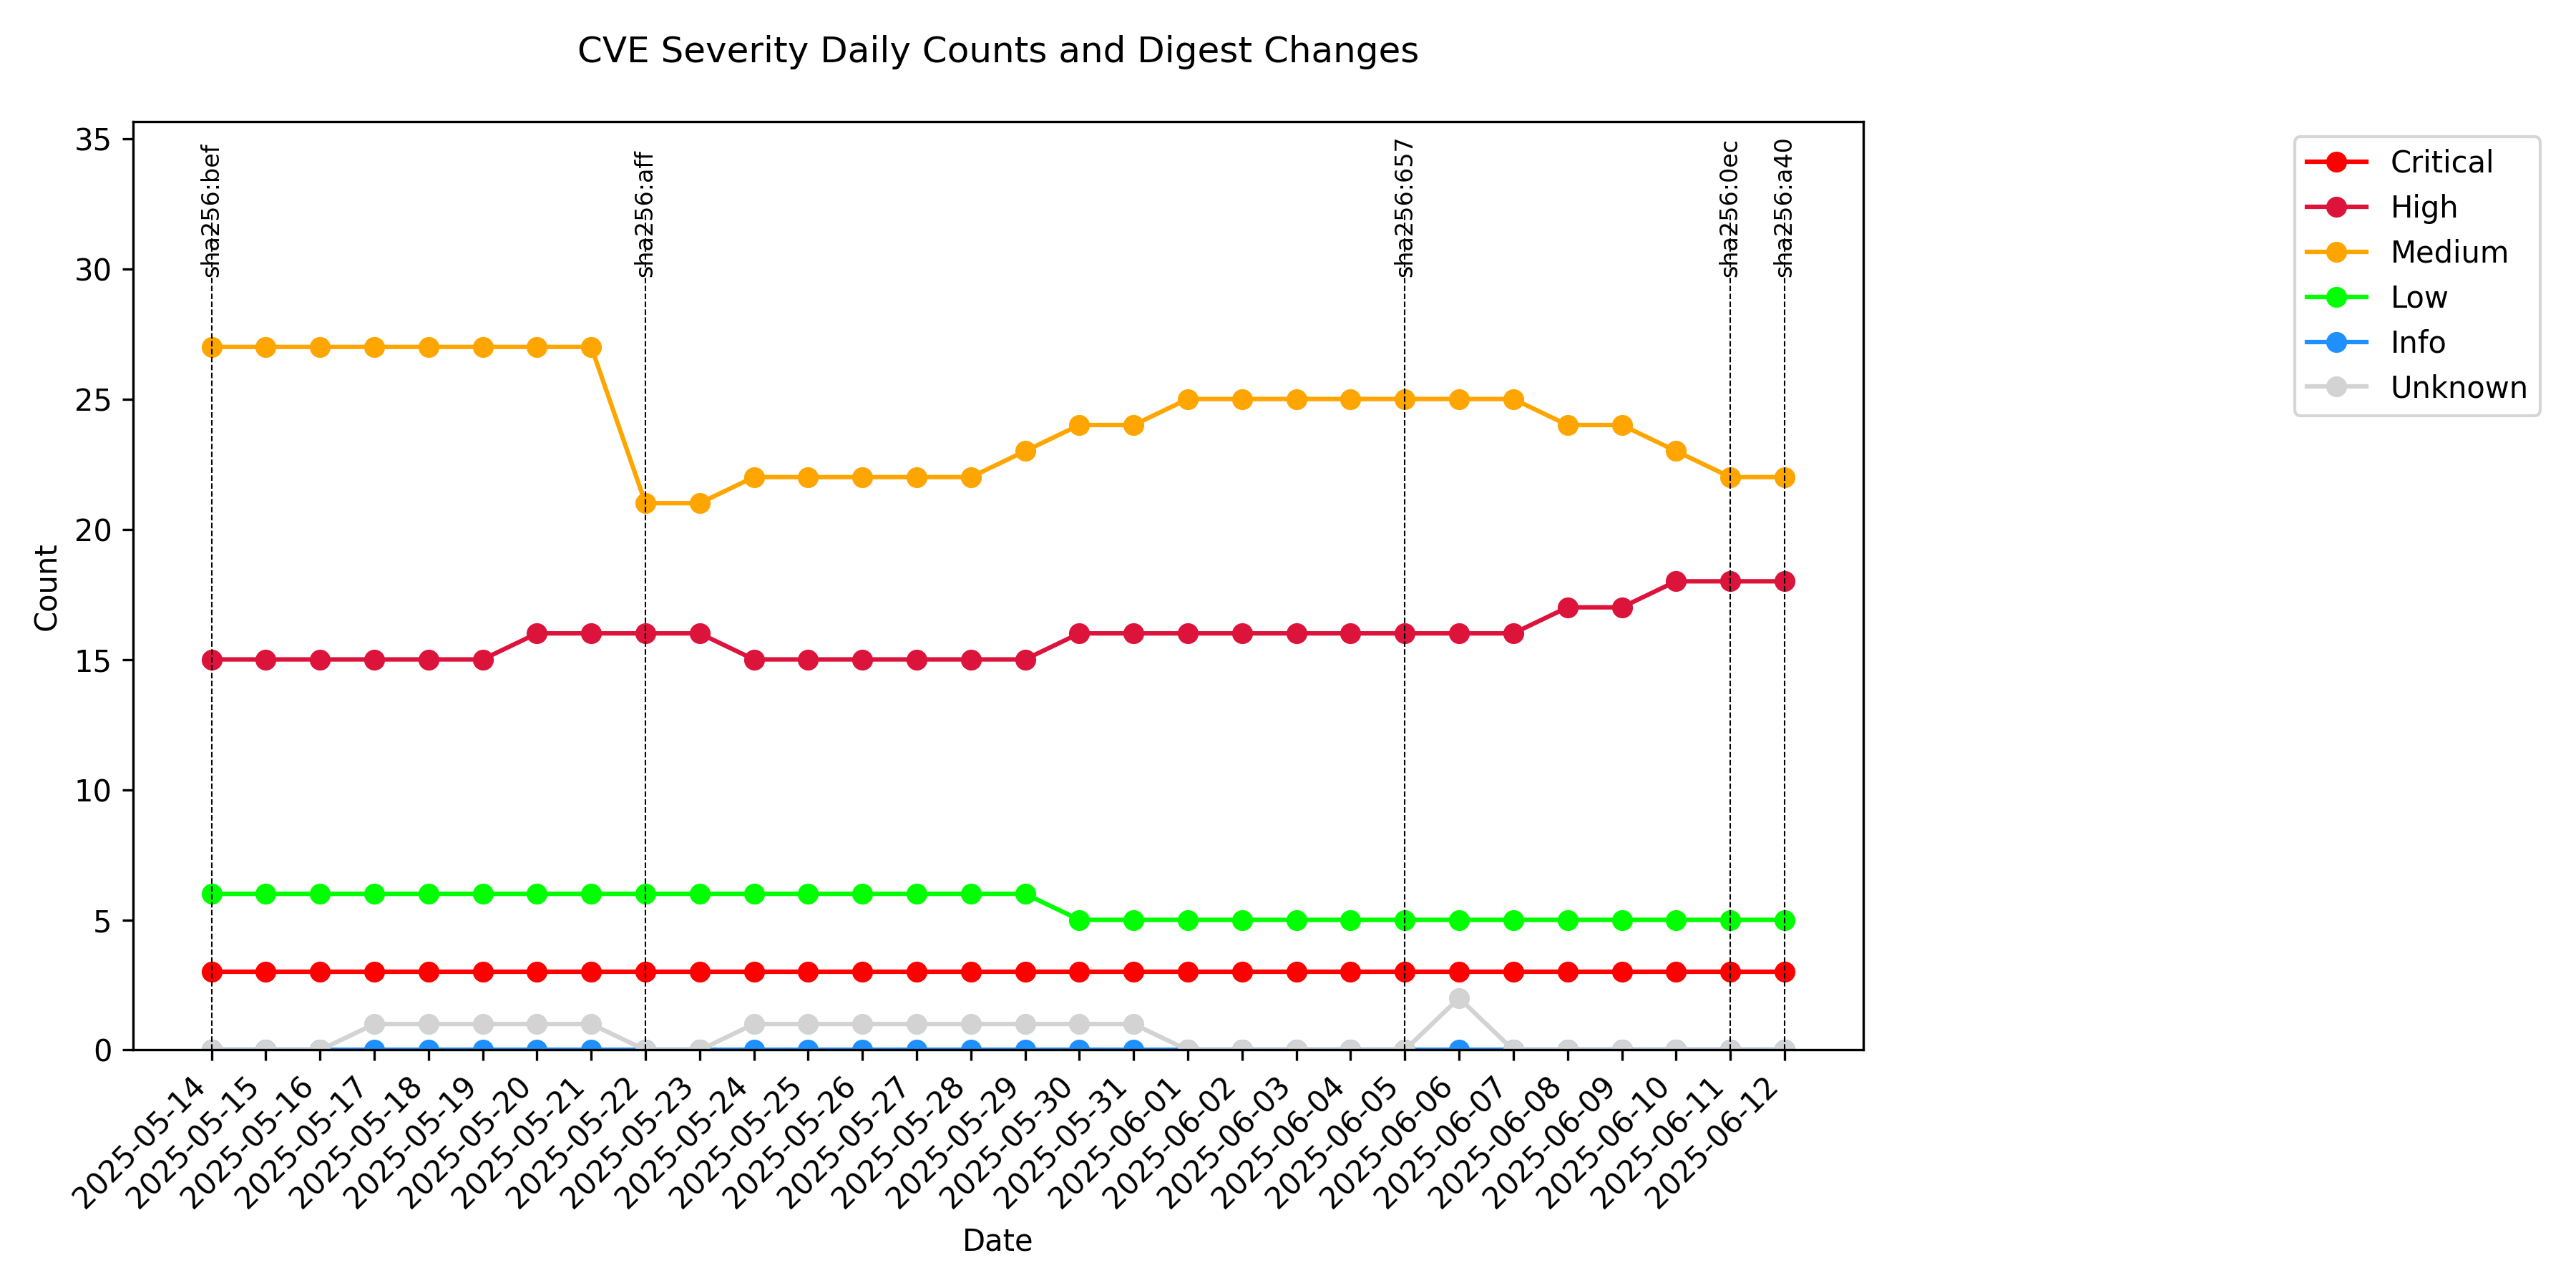 CVE Severity Daily Counts and Digest Changes
35
30
25
20
15
10
5
0
Count
sha256:bef
sha256:aff
sha256:657
sha256:0ec
sha256:a40
Critical
High
Medium
Low
Info
Unknown
2025-05-14
2025-05-15
2025-05-16
2025-05-17
2025-05-18
2025-05-19
2025-05-20
2025-05-21
2025-05-22
2025-05-23
2025-05-24
2025-05-25
2025-05-26
2025-05-27
2025-05-28
2025-05-29
2025-05-30
2025-05-31
2025-06-01
2025-06-02
2025-06-03
2025-06-04
2025-06-05
2025-06-06
2025-06-07
2025-06-08
2025-06-09
2025-06-10
2025-06-11
2025-06-12
Date